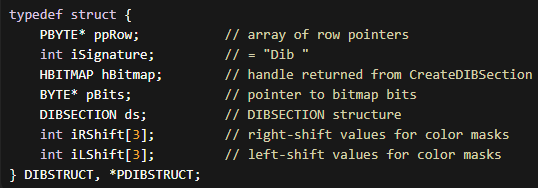 typedef struct {
    PBYTE* ppRow;          // array of row pointers
    int iSignature;        // = "Dib "
    HBITMAP hBitmap;       // handle returned from CreateDIBSection
    BYTE* pBits;           // pointer to bitmap bits
    DIBSECTION ds;         // DIBSECTION structure
    int iRShift[3];        // right-shift values for color masks
    int iLShift[3];        // left-shift values for color masks
} DIBSTRUCT, *PDIBSTRUCT;